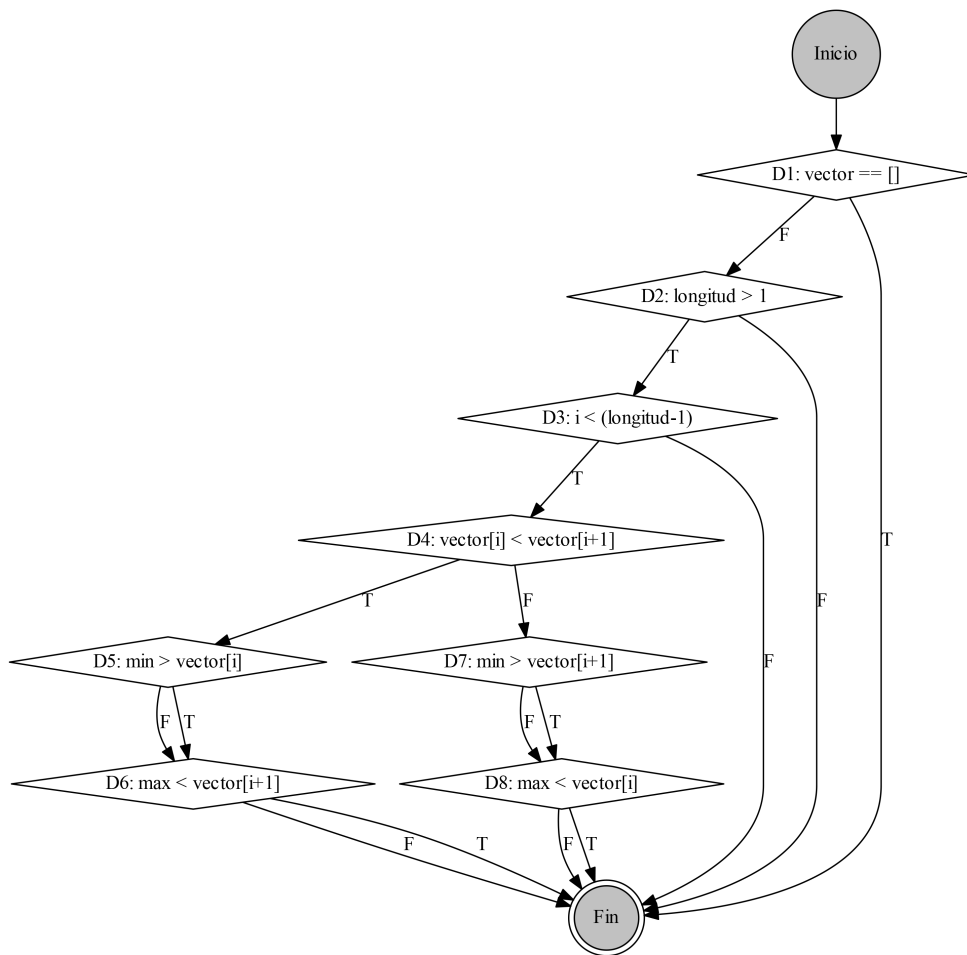 Inicio
D1: vector == []
F
D2: longitud > 1
T
D3: i < (longitud-1)
T
D4: vector[i] < vector[i+1]
T
F
T
F
F
D5: min > vector[i]
D7: min > vector[i+1]
F
T
F
T
D6: max < vector[i+1]
D8: max < vector[i]
F
T
F
T
Fin